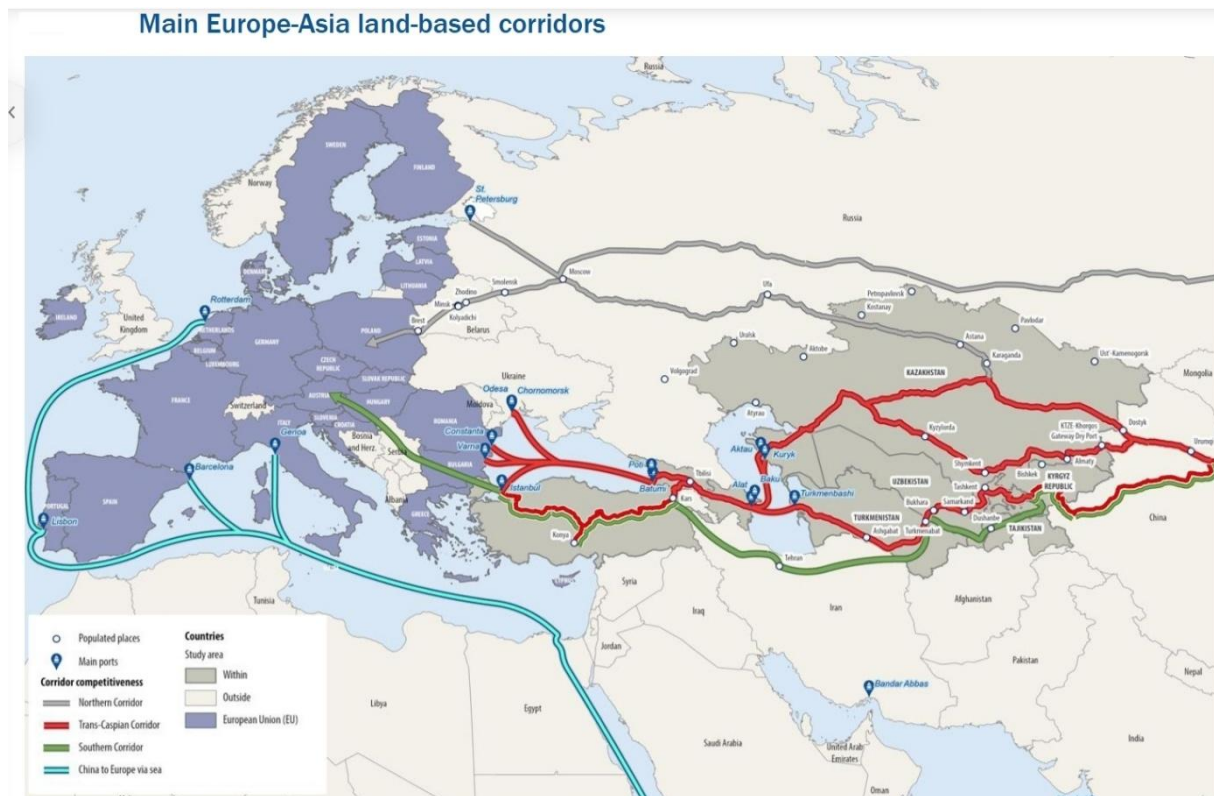 Main Europe-Asia land-based corridors
Russia
SWEDEN
FINLAND
Norway
St.
Petersburg
ESTONIA
Russia
LATVIA
DENMARK
LITHUANIA
Moscow
Smolensk
Zhodino
Ufa
Petropavlovsk
Kostanay
Rotterdam
Minsk
Kolyadichi
Pavlodar
IRELAND
United
Kingdom
NETHERLANDS
Brest
Belarus
POLAND
Uralsk
Astana
GERMANY
BELGIUM
Aktobe
Karaganda
Ust'-Kamenogorsk
LUXEMBOURG
CZECH
REPUBLIC
Volgograd
KAZAKHSTAN
Mongolia
SLOVAK REPUBLIC
Ukraine
FRANCE
Switzerland
AUSTRIA
HUNGARY
Odesa
Chornomorsk
Moldova
Atyrau
SLOVENIA
CROATIA
ROMANIA
Kyzylorda
KTZE-Khorgos
Gateway Dry Port
Dostyk
Genoa
ITALY
Bosnia
and Herz.
Serbia
Constanta
Varna
Aktau
Kuryk
Urumqi
Shymkent
Almaty
Barcelona
BULGARIA
Poti
Batumi
Tbilisi
Bishkek
UZBEKISTAN
Tashkent
KYRGYZ
REPUBLIC
Istanbul
Alat
Baku
Turkmenbashi
Bukhara
Samarkand
PORTUGAL
SPAIN
Albania
Kars
Lisbon
GREECE
TURKMENISTAN
Dushanbe
TAJIKISTAN
China
Konya
Ashgabat
Turkmenabat
Tehran
CYPRUS
Syria
Tunisia
Iraq
Iran
Afghanistan
Jordan
Pakistan
Nepal
Libya
Egypt
Bandar Abbas
Saudi Arabia
United Arab
Emirates
India
Oman
Populated places
Main ports
Corridor competitiveness
Northern Corridor
Trans-Caspian Corridor
Southern Corridor
China to Europe via sea
Countries
Study area
Within
Outside
European Union (EU)